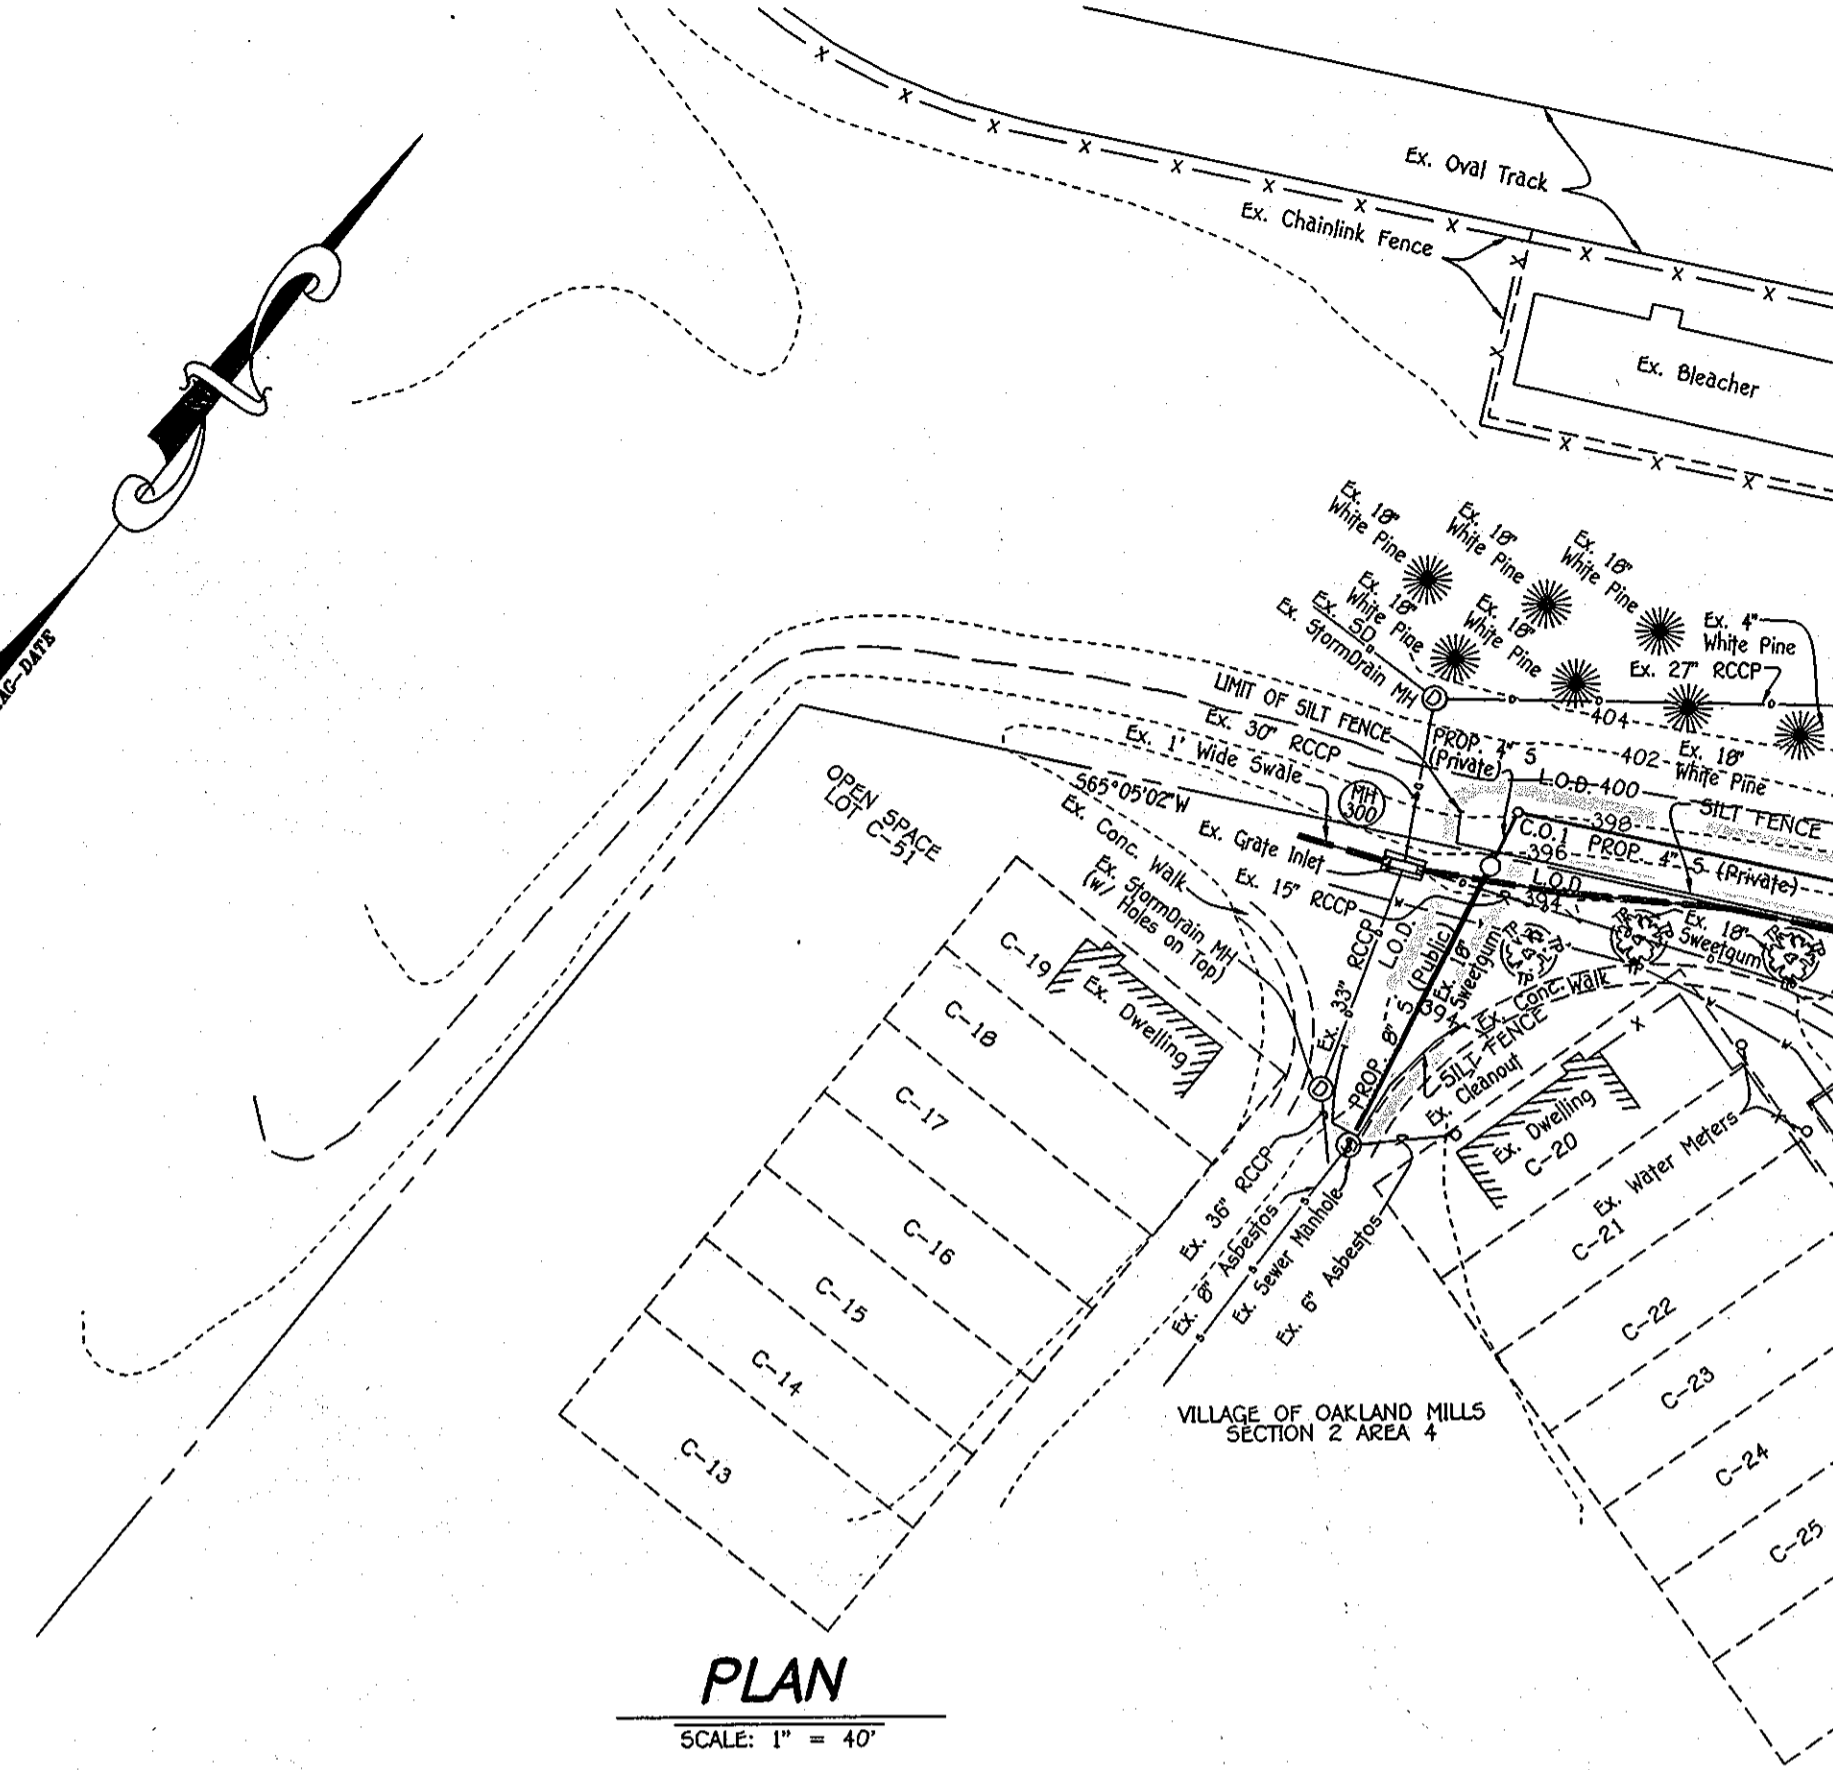 Ex. Oval Track
Ex. Chainlink Fence
Ex. Bleacher
AG-DATE
Ex. 18"
White Pine
Ex. 18"
White Pine
Ex. 18"
White Pine
Ex. 18"
White Pine
Ex. 18"
White Pine
Ex. 4"
White Pine
Ex. SD
Ex. StormDrain MH
Ex. 27" RCCP
D
404
402
Ex. 18"
White Pine
LIMIT OF SILT FENCE
Ex. 30" RCCP
Ex. 1' Wide Swale
PROP. 4" S
(Private)
L.O.D.
400
SILT FENCE
MH
300
S65°05'02"W
398
C.O.1
PROP. 4" S (Private)
396
L.O.D.
394
OPEN SPACE
LOT C-51
Ex. Conc. Walk
Ex. Grate Inlet
Ex. 15" RCCP
Ex. StormDrain MH
(w/ Holes on Top)
Ex. 33" RCCP
L.O.D.
PROP. 8" S (Public)
Ex. 18"
Sweetgum
394
Ex. 18"
Sweetgum
TP
Ex. Conc. Walk
SILT FENCE
Ex. Cleanout
C-19
Ex. Dwelling
C-18
C-17
C-16
C-15
C-14
C-13
D
S
Ex. 36" RCCP
Ex. 8" Asbestos
Ex. Sewer Manhole
Ex. 6" Asbestos
Ex. Dwelling
C-20
Ex. Water Meters
C-21
C-22
C-23
C-24
C-25
VILLAGE OF OAKLAND MILLS
SECTION 2 AREA 4
PLAN
SCALE: 1" = 40'